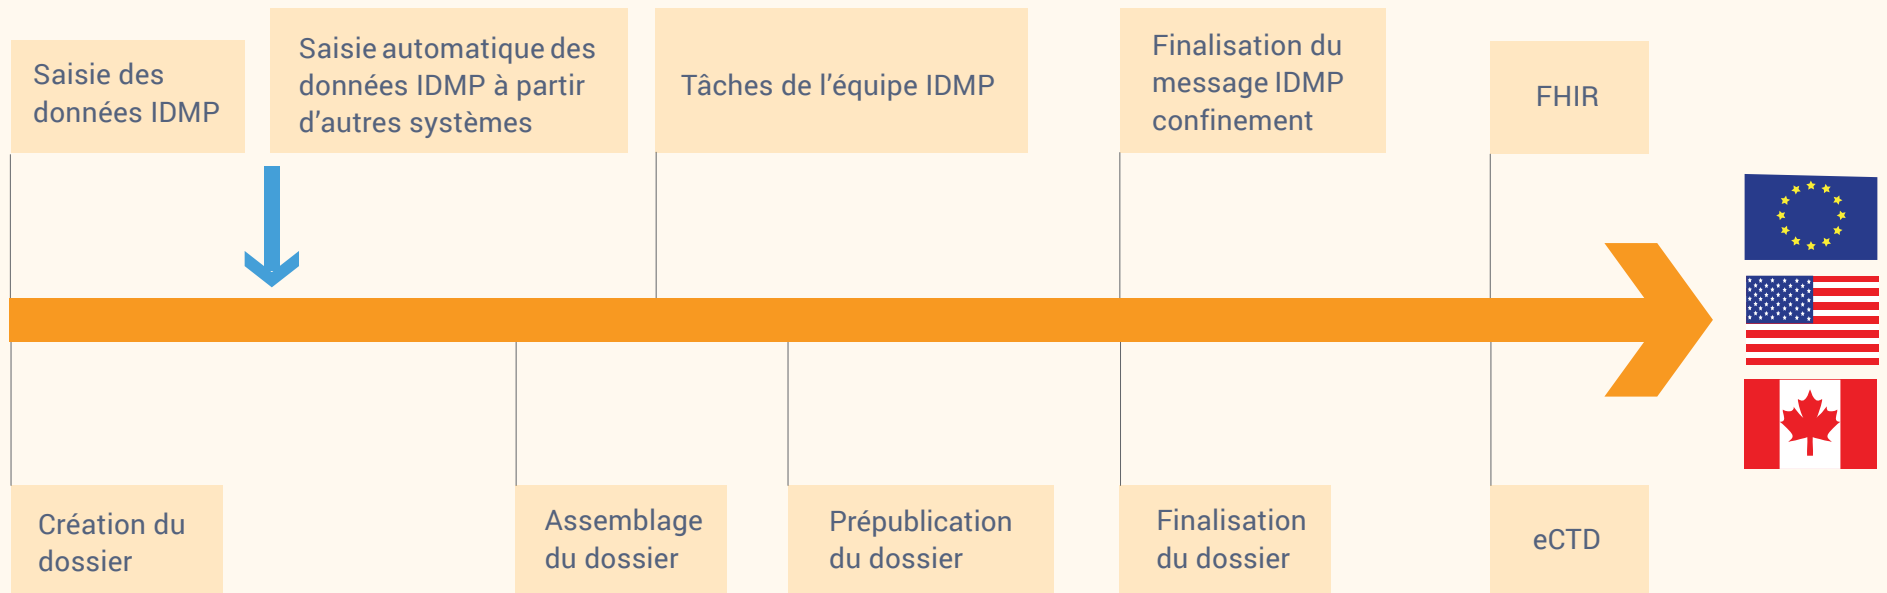 Saisie des
données IDMP
Saisie automatique des
données IDMP à partir
d’autres systèmes
Tâches de l’équipe IDMP
Finalisation du
message IDMP
confinement
FHIR
Création du
dossier
Assemblage
du dossier
Prépublication
du dossier
Finalisation
du dossier
eCTD